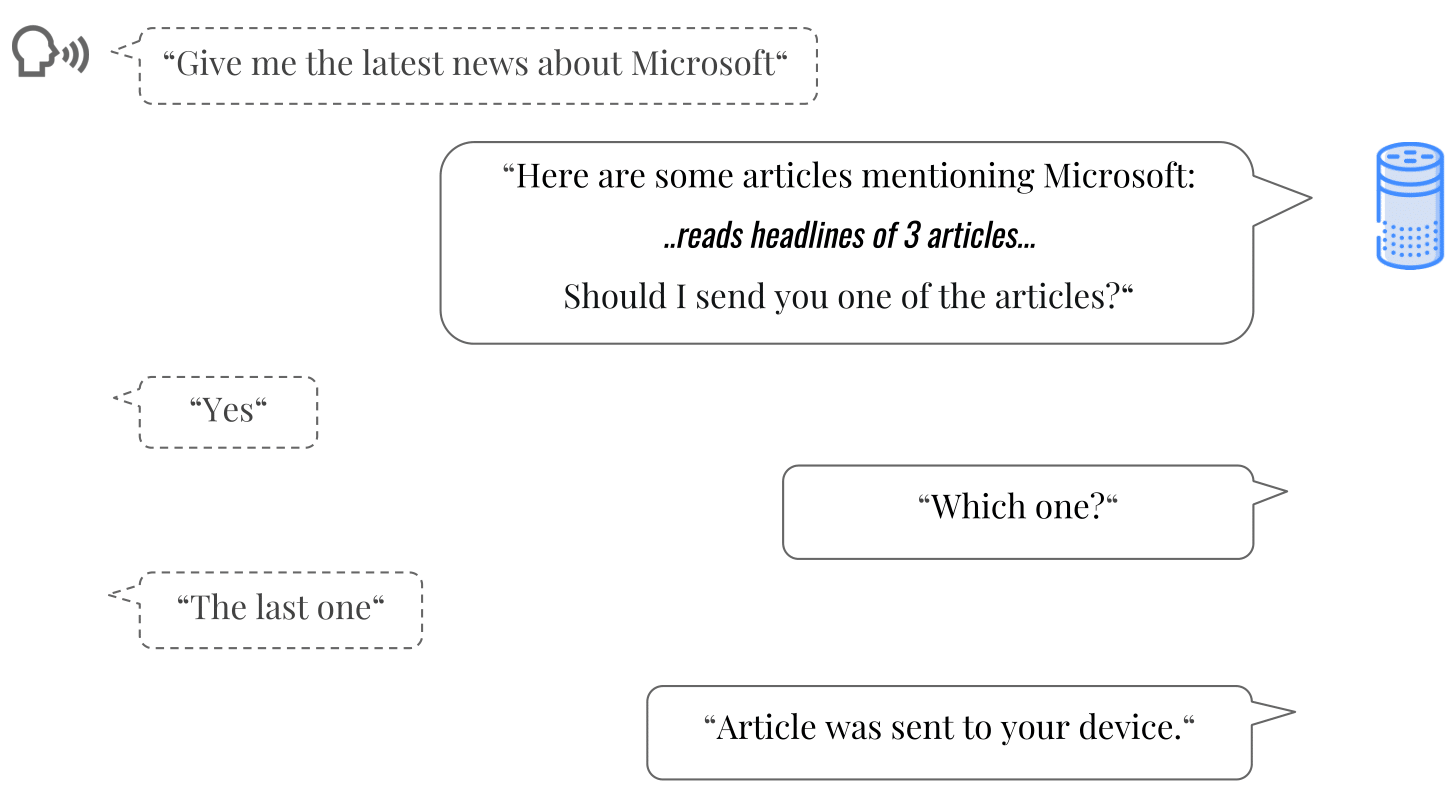 “Give me the latest news about Microsoft“
“Here are some articles mentioning Microsoft:
..reads headlines of 3 articles...
Should I send you one of the articles?“
“Yes“
“Which one?“
“The last one“
“Article was sent to your device.“